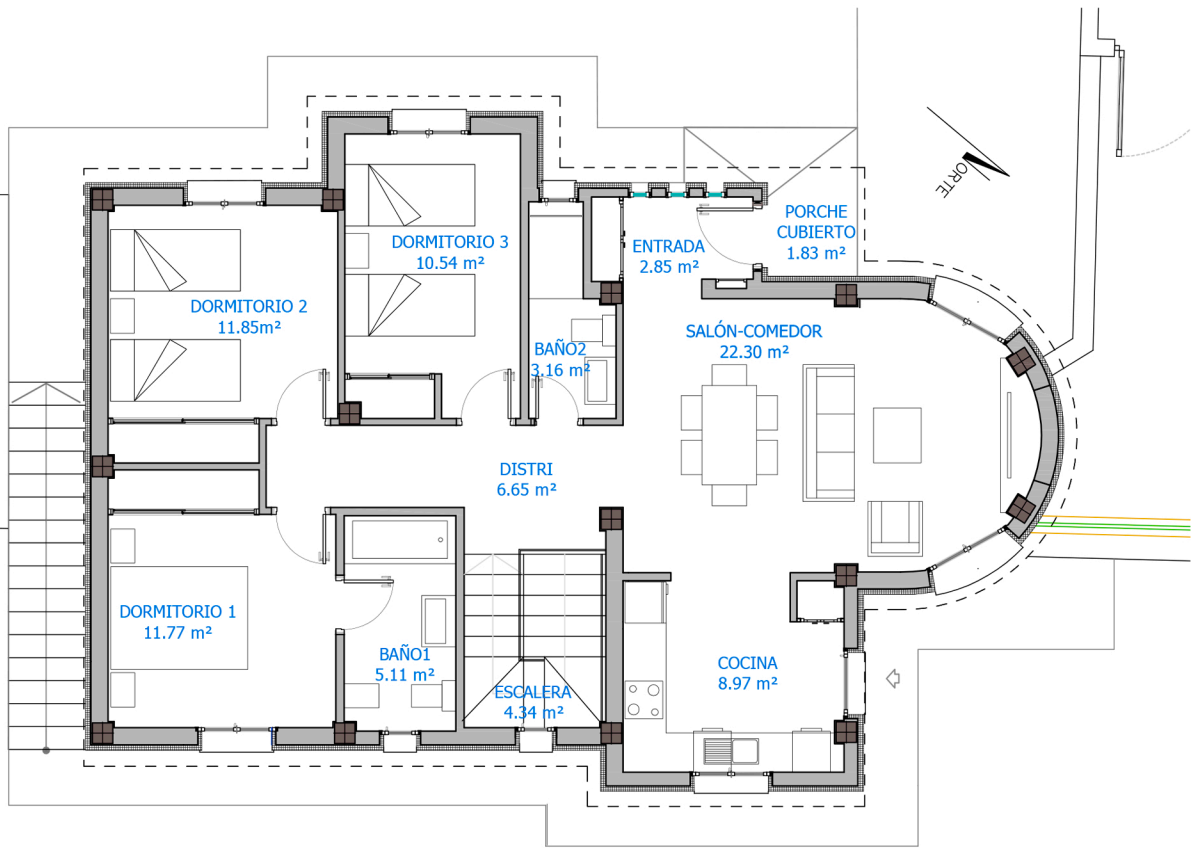 NORTE
PORCHE
CUBIERTO
1.83 m²
ENTRADA
2.85 m²
DORMITORIO 3
10.54 m²
DORMITORIO 2
11.85m²
SALÓN-COMEDOR
22.30 m²
BAÑO2
3.16 m²
DISTRI
6.65 m²
DORMITORIO 1
11.77 m²
BAÑO1
5.11 m²
ESCALERA
4.34 m²
COCINA
8.97 m²